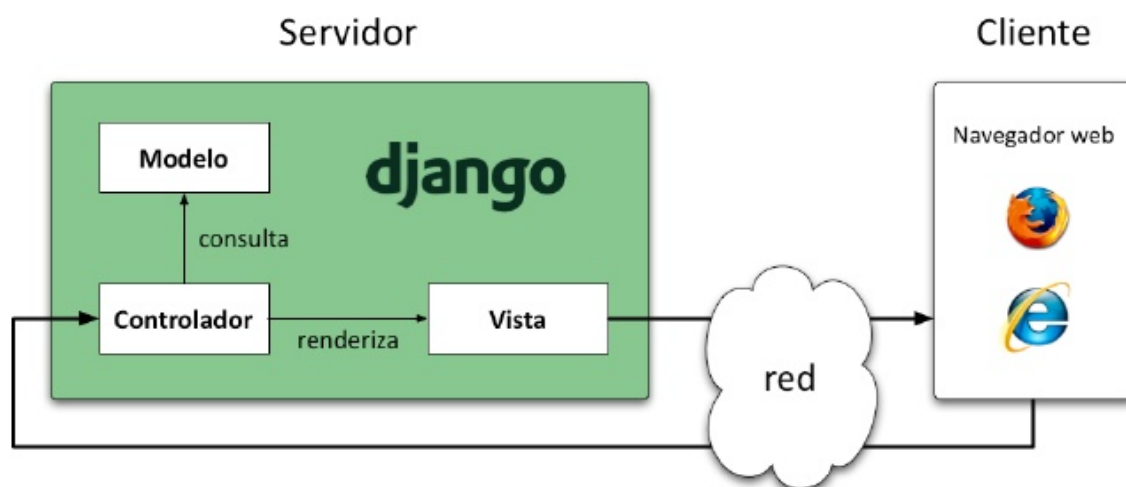 Servidor
Cliente
Modelo
django
Navegador web
consulta
Controlador
Vista
renderiza
red